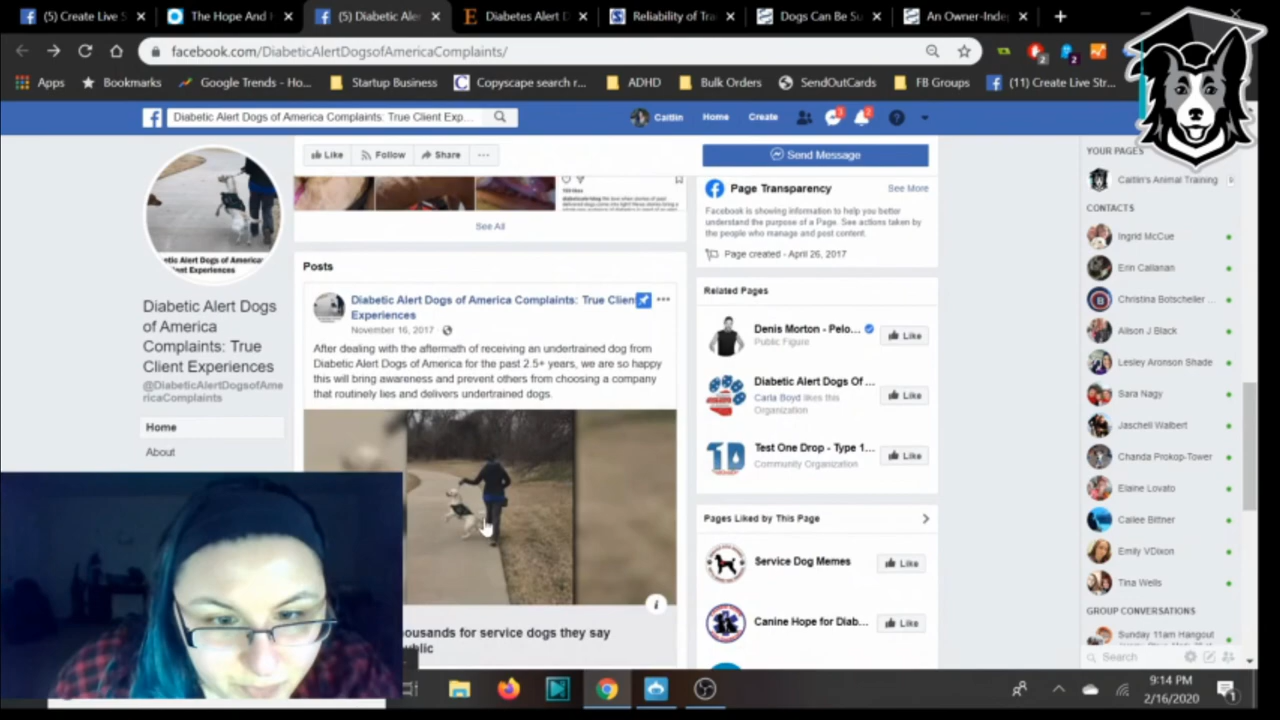 (5) Create Live S
The Hope And
(5) Diabetic Ale
Diabetes Alert D
Reliability of Tra
Dogs Can Be Su
An Owner-Inde
facebook.com/DiabeticAlertDogsofAmericaComplaints/
Apps
Bookmarks
Google Trends - Ho...
Startup Business
Copyscape search r...
ADHD
Bulk Orders
SendOutCards
FB Groups
(11) Create Live Str...
Diabetic Alert Dogs of America Complaints: True Client Exp...
Caitlin
Home
Create
Like
Follow
Share
Send Message
See All
Posts
Diabetic Alert Dogs of America Complaints: True Clien
Experiences
November 16, 2017
After dealing with the aftermath of receiving an undertrained dog from
Diabetic Alert Dogs of America for the past 2.5+ years, we are so happy
this will bring awareness and prevent others from choosing a company
that routinely lies and delivers undertrained dogs.
ousands for service dogs they say
blic
Diabetic Alert Dogs
of America
Complaints: True
Client Experiences
@DiabeticAlertDogsofAme
ricaComplaints
Home
About
Page Transparency
See More
Facebook is showing information to help you better
understand the purpose of a Page. See actions taken
by the people who manage and post content.
Page created - April 26, 2017
Related Pages
Denis Morton - Pelo...
Public Figure
Like
Diabetic Alert Dogs Of ...
Carla Boyd likes this
Organization
Like
Test One Drop - Type 1...
Community Organization
Like
Pages Liked by This Page
Service Dog Memes
Like
Canine Hope for Diab...
Like
YOUR PAGES
Caitlin's Animal Training
CONTACTS
Ingrid McCue
Erin Callanan
Christina Botscheller ...
Alison J Black
Lesley Aronson Shade
Sara Nagy
Jaschell Walbert
Chanda Prokop-Tower
Elaine Lovato
Cailee Bittner
Emily VDixon
Tina Wells
GROUP CONVERSATIONS
Sunday 11am Hangout
Search
9:14 PM
2/16/2020